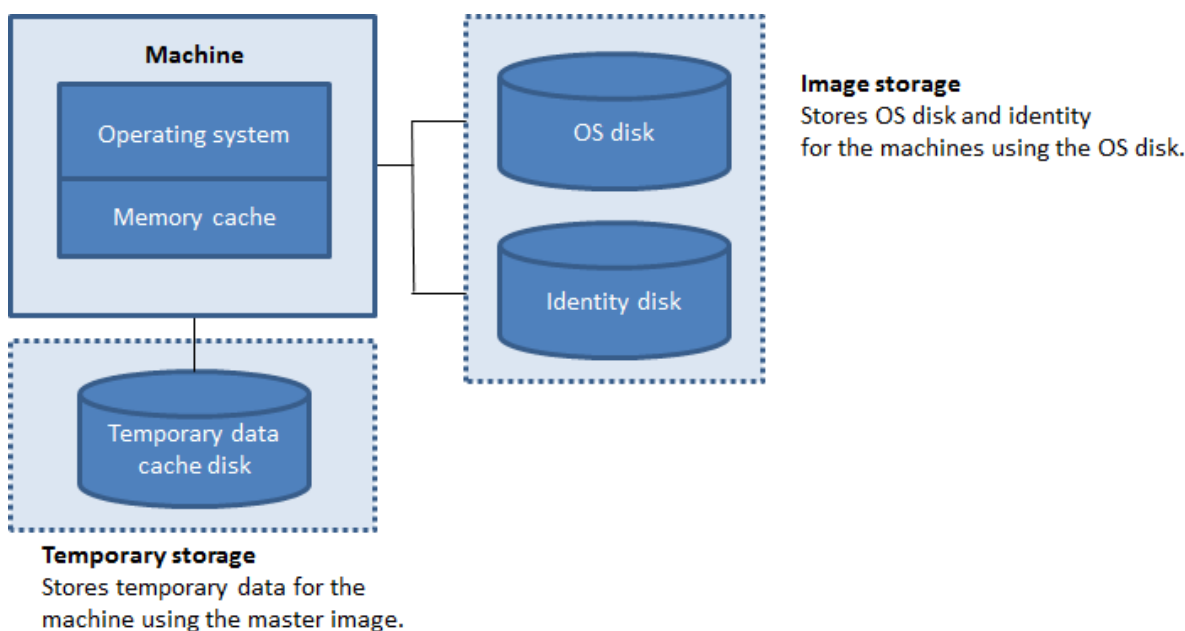 Machine
Operating system
Memory cache
OS disk
Identity disk
Image storage
Stores OS disk and identity
for the machines using the OS disk.
Temporary data
cache disk
Temporary storage
Stores temporary data for the
machine using the master image.